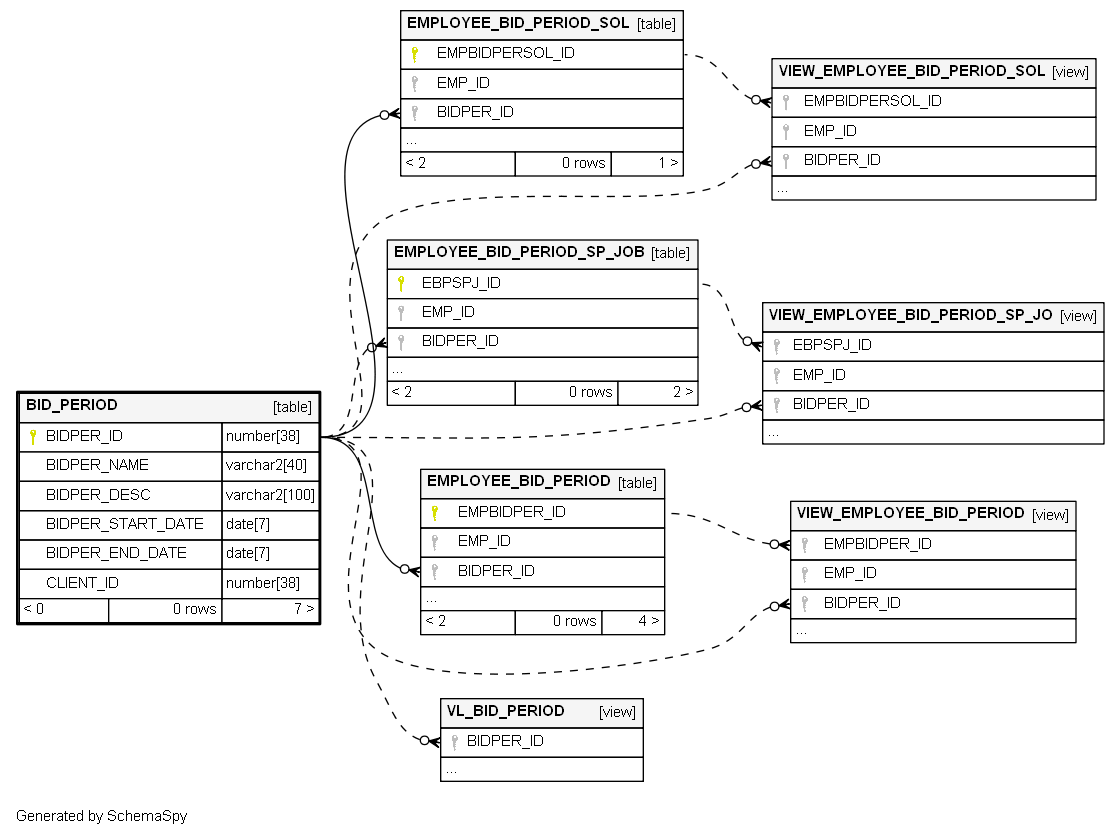 EMPLOYEE_BID_PERIOD_SOL [table]
EMPBIDPERSOL_ID
EMP_ID
BIDPER_ID
...
< 2 0 rows 1 >
VIEW_EMPLOYEE_BID_PERIOD_SOL [view]
EMPBIDPERSOL_ID
EMP_ID
BIDPER_ID
...
EMPLOYEE_BID_PERIOD_SP_JOB [table]
EBPSPJ_ID
EMP_ID
BIDPER_ID
...
< 2 0 rows 2 >
VIEW_EMPLOYEE_BID_PERIOD_SP_JO [view]
EBPSPJ_ID
EMP_ID
BIDPER_ID
...
BID_PERIOD [table]
BIDPER_ID number[38]
BIDPER_NAME varchar2[40]
BIDPER_DESC varchar2[100]
BIDPER_START_DATE date[7]
BIDPER_END_DATE date[7]
CLIENT_ID number[38]
< 0 0 rows 7 >
EMPLOYEE_BID_PERIOD [table]
EMPBIDPER_ID
EMP_ID
BIDPER_ID
...
< 2 0 rows 4 >
VIEW_EMPLOYEE_BID_PERIOD [view]
EMPBIDPER_ID
EMP_ID
BIDPER_ID
...
VL_BID_PERIOD [view]
BIDPER_ID
...
Generated by SchemaSpy